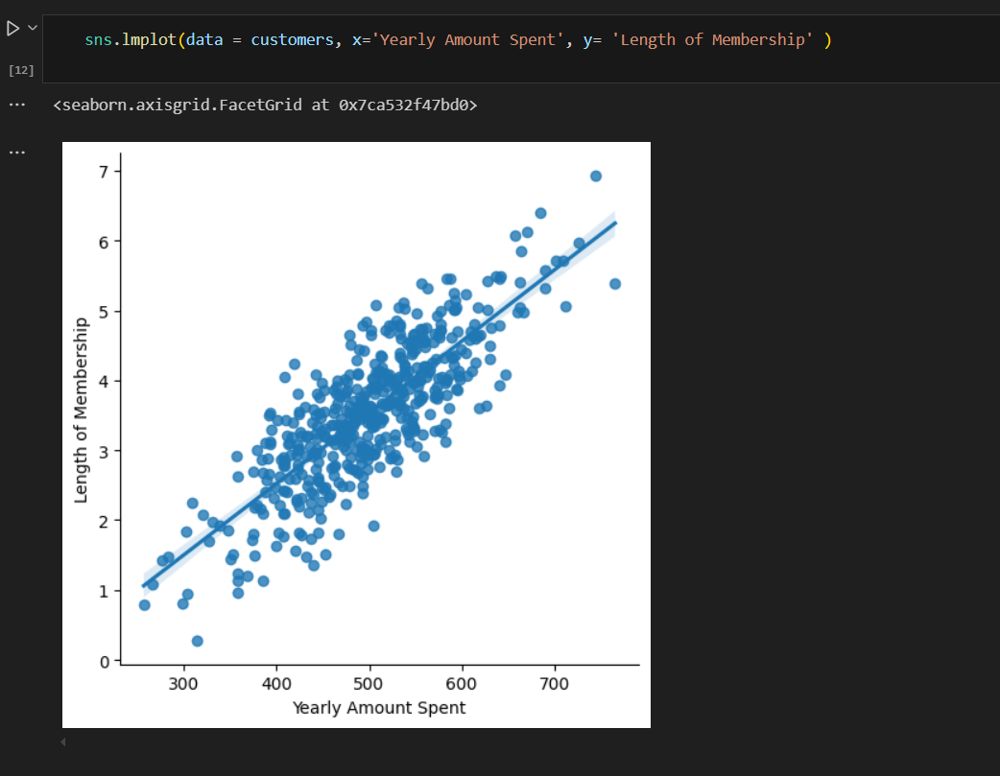 sns.lmplot(data = customers, x='Yearly Amount Spent', y= 'Length of Membership' )
[12]
...
<seaborn.axisgrid.FacetGrid at 0x7ca532f47bd0>
...
7
6
5
4
3
2
1
0
Length of Membership
300 400 500 600 700
Yearly Amount Spent